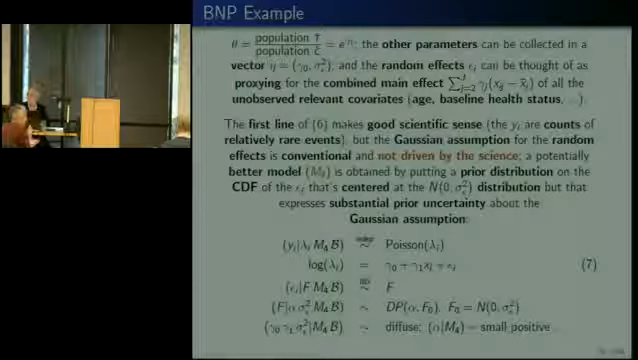 BNP Example
θ = population T̄ / population C̄ = e^γ1; the other parameters can be collected in a
vector η = (γ0, σ²ε), and the random effects εi can be thought of as
proxying for the combined main effect ∑ j=2 J γj(xij − x̄j) of all the
unobserved relevant covariates (age, baseline health status, ...).
The first line of (6) makes good scientific sense (the yi are counts of
relatively rare events), but the Gaussian assumption for the random
effects is conventional and not driven by the science; a potentially
better model (M4) is obtained by putting a prior distribution on the
CDF of the εi that's centered at the N(0, σ²ε) distribution but that
expresses substantial prior uncertainty about the
Gaussian assumption:
(yi|λi M4 B) ~ Poisson(λi)
log(λi) = γ0 + γ1xi + εi (7)
(εi|F M4 B) IID ~ F
(F|α σ²ε M4 B) ~ DP(α, F0), F0 = N(0, σ²ε)
(γ0 γ1 σ²ε|M4 B) ~ diffuse; (α|M4) = small positive ...